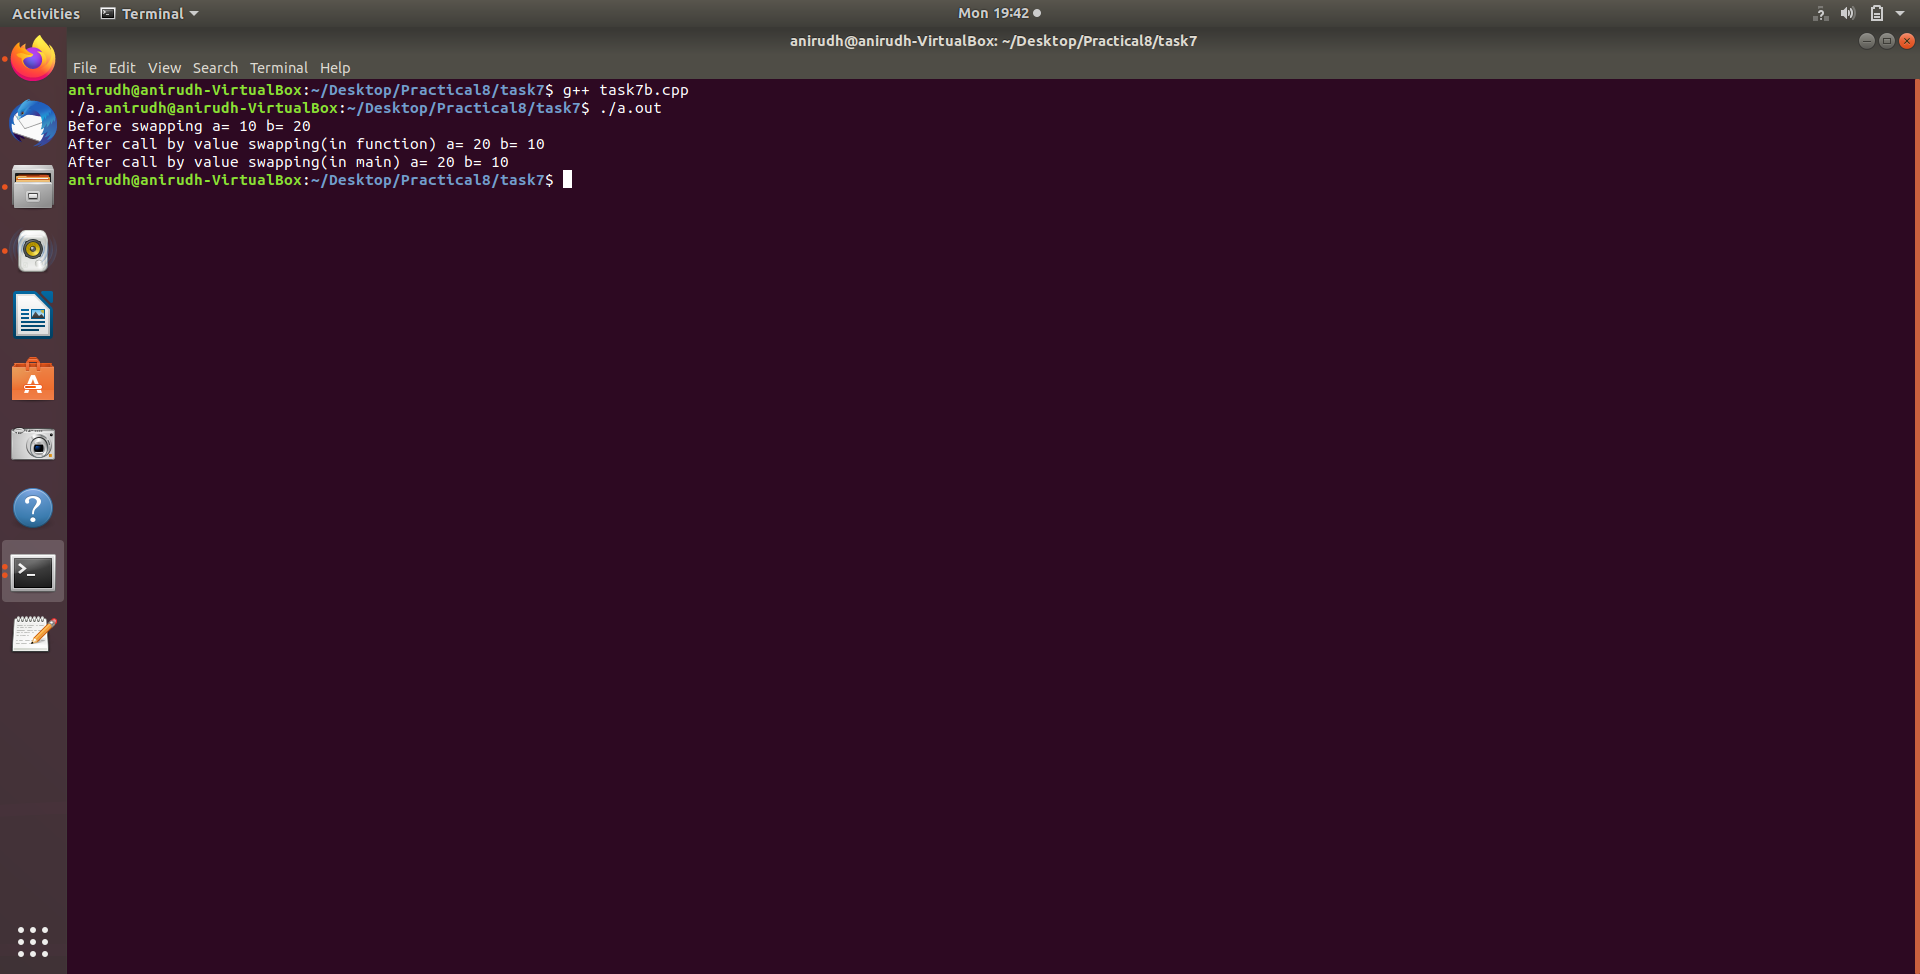 Activities Terminal Mon 19:42
anirudh@anirudh-VirtualBox: ~/Desktop/Practical8/task7
File Edit View Search Terminal Help
anirudh@anirudh-VirtualBox:~/Desktop/Practical8/task7$ g++ task7b.cpp
./a.anirudh@anirudh-VirtualBox:~/Desktop/Practical8/task7$ ./a.out
Before swapping a= 10 b= 20
After call by value swapping(in function) a= 20 b= 10
After call by value swapping(in main) a= 20 b= 10
anirudh@anirudh-VirtualBox:~/Desktop/Practical8/task7$